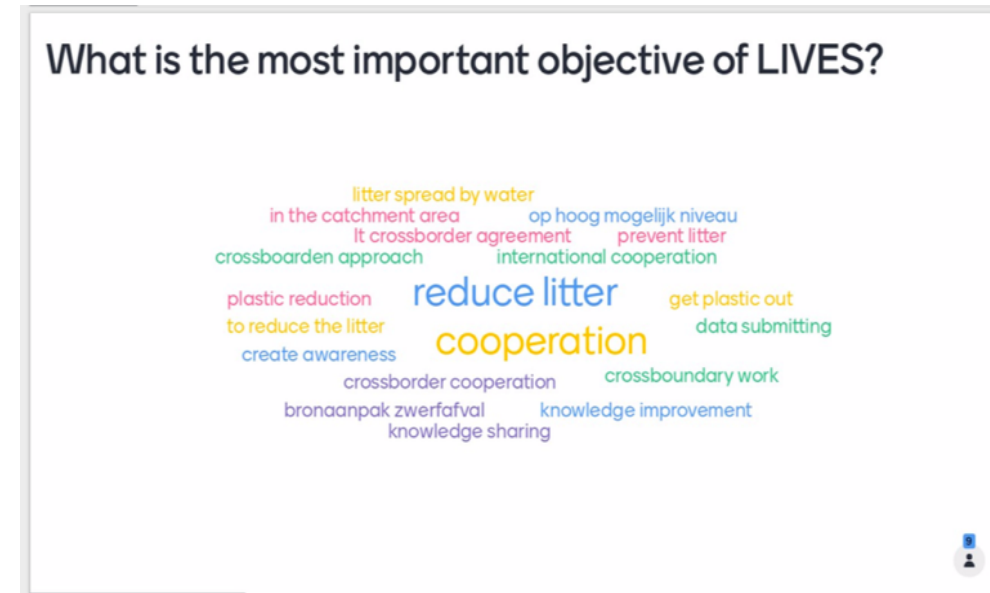 What is the most important objective of LIVES?
litter spread by water
in the catchment area op hoog mogelijk niveau
lt crossborder agreement prevent litter
crossboarden approach international cooperation
plastic reduction reduce litter get plastic out
to reduce the litter cooperation data submitting
create awareness
crossborder cooperation crossboundary work
bronaanpak zwerfafval knowledge improvement
knowledge sharing
9